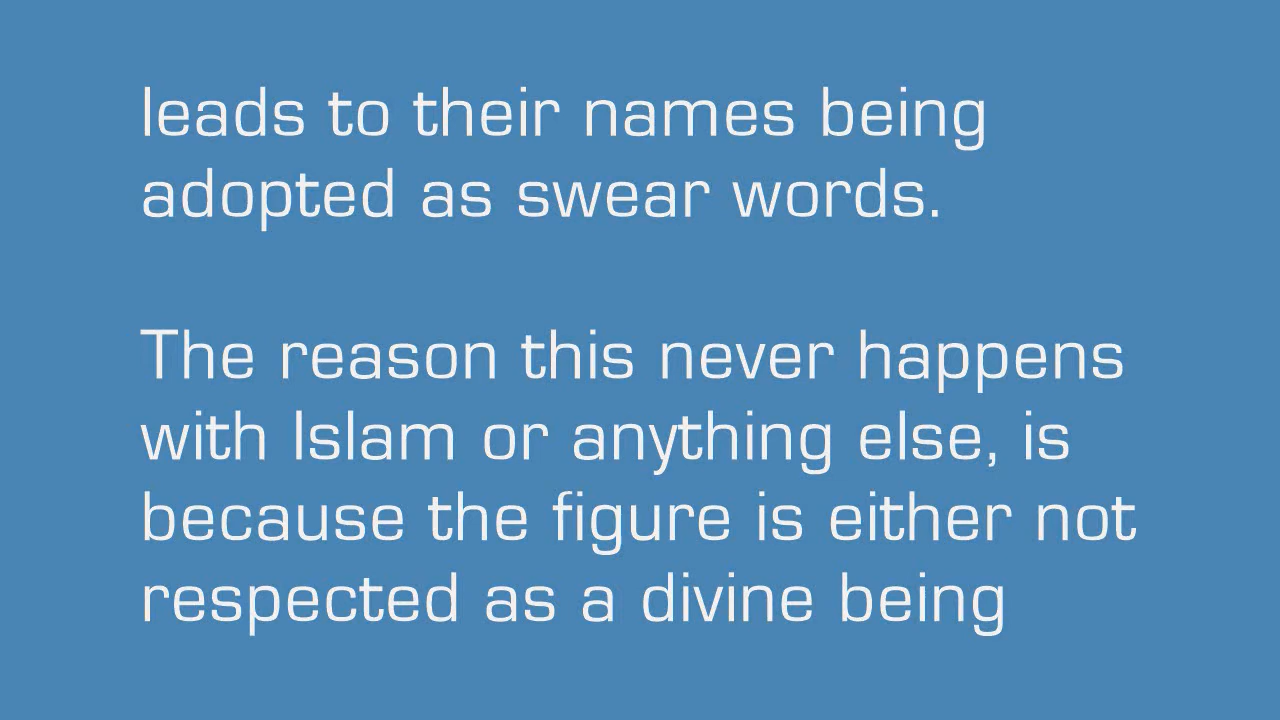 leads to their names being
adopted as swear words.
The reason this never happens
with Islam or anything else, is
because the figure is either not
respected as a divine being